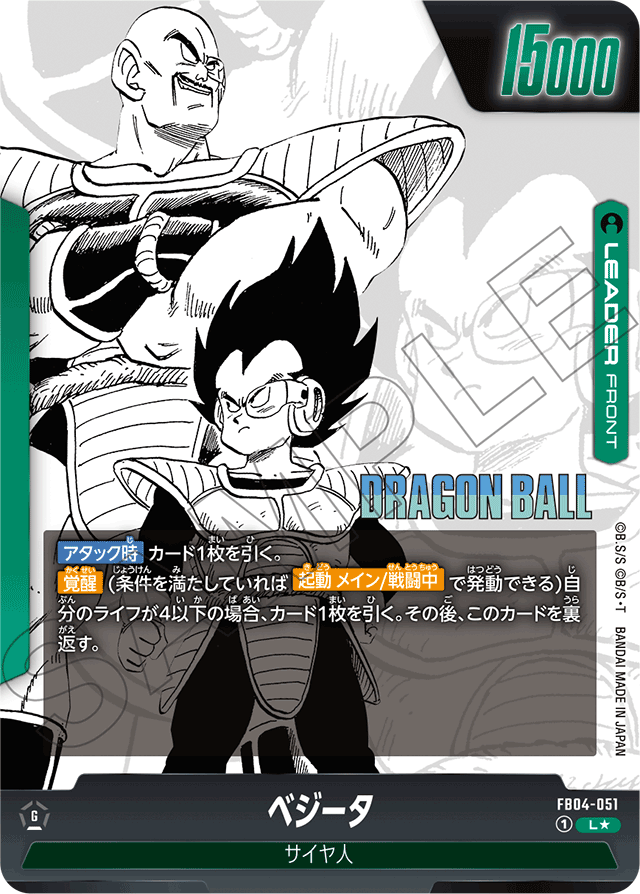 15000
LEADER FRONT
DRAGON BALL
アタック時 カード1枚を引く。
覚醒 (条件を満たしていれば 起動メイン/戦闘中 で発動できる)自
分のライフが4以下の場合、カード1枚を引く。その後、このカードを裏
返す。
©B.S/S ©B/S・T BANDAI MADE IN JAPAN
SAMPLE
G
ベジータ
FB04-051
1 L★
サイヤ人